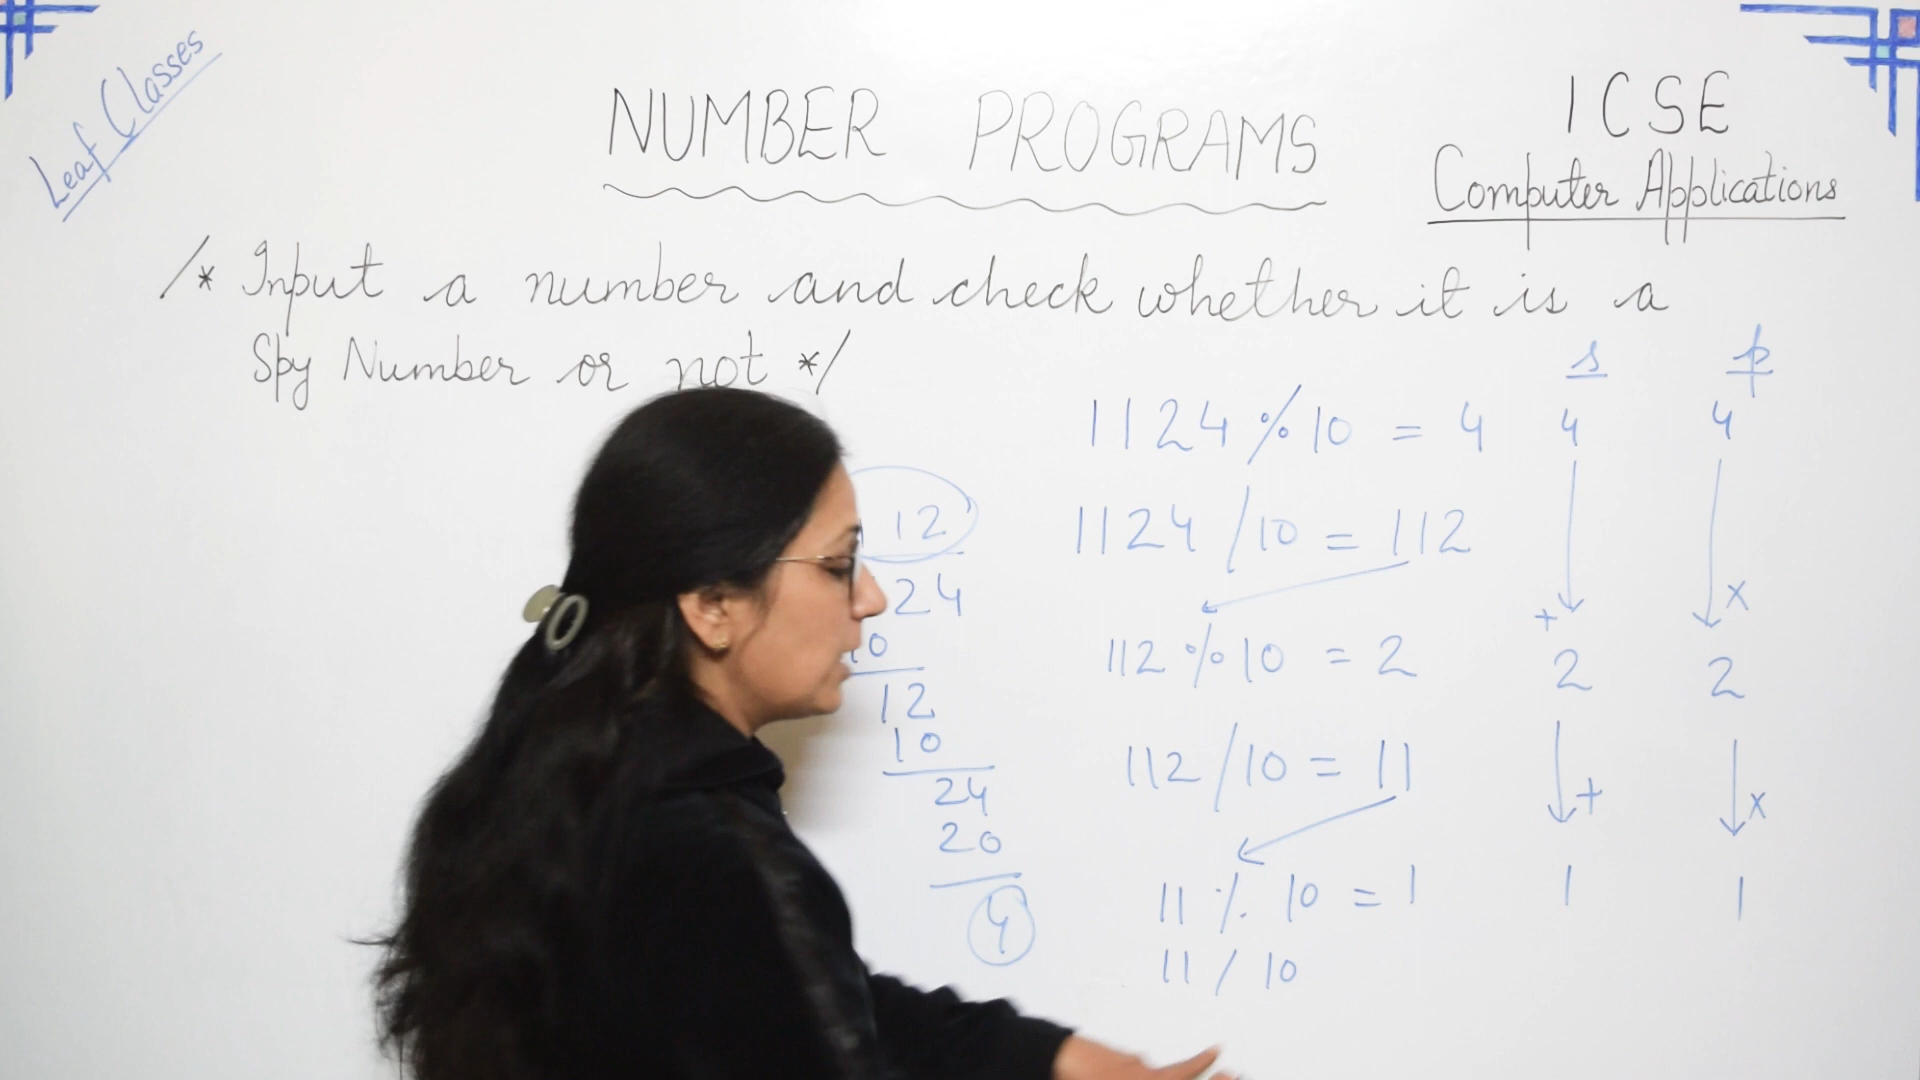 Leaf Classes
NUMBER PROGRAMS
ICSE
Computer Applications
/* Input a number and check whether it is a
Spy Number or not */
s p
1124 % 10 = 4 4 4
12
1124 / 10 = 112
24
+ x
10
112 % 10 = 2 2 2
12
10
112 / 10 = 11
24
+ x
20
11 % 10 = 1 1 1
4
11 / 10